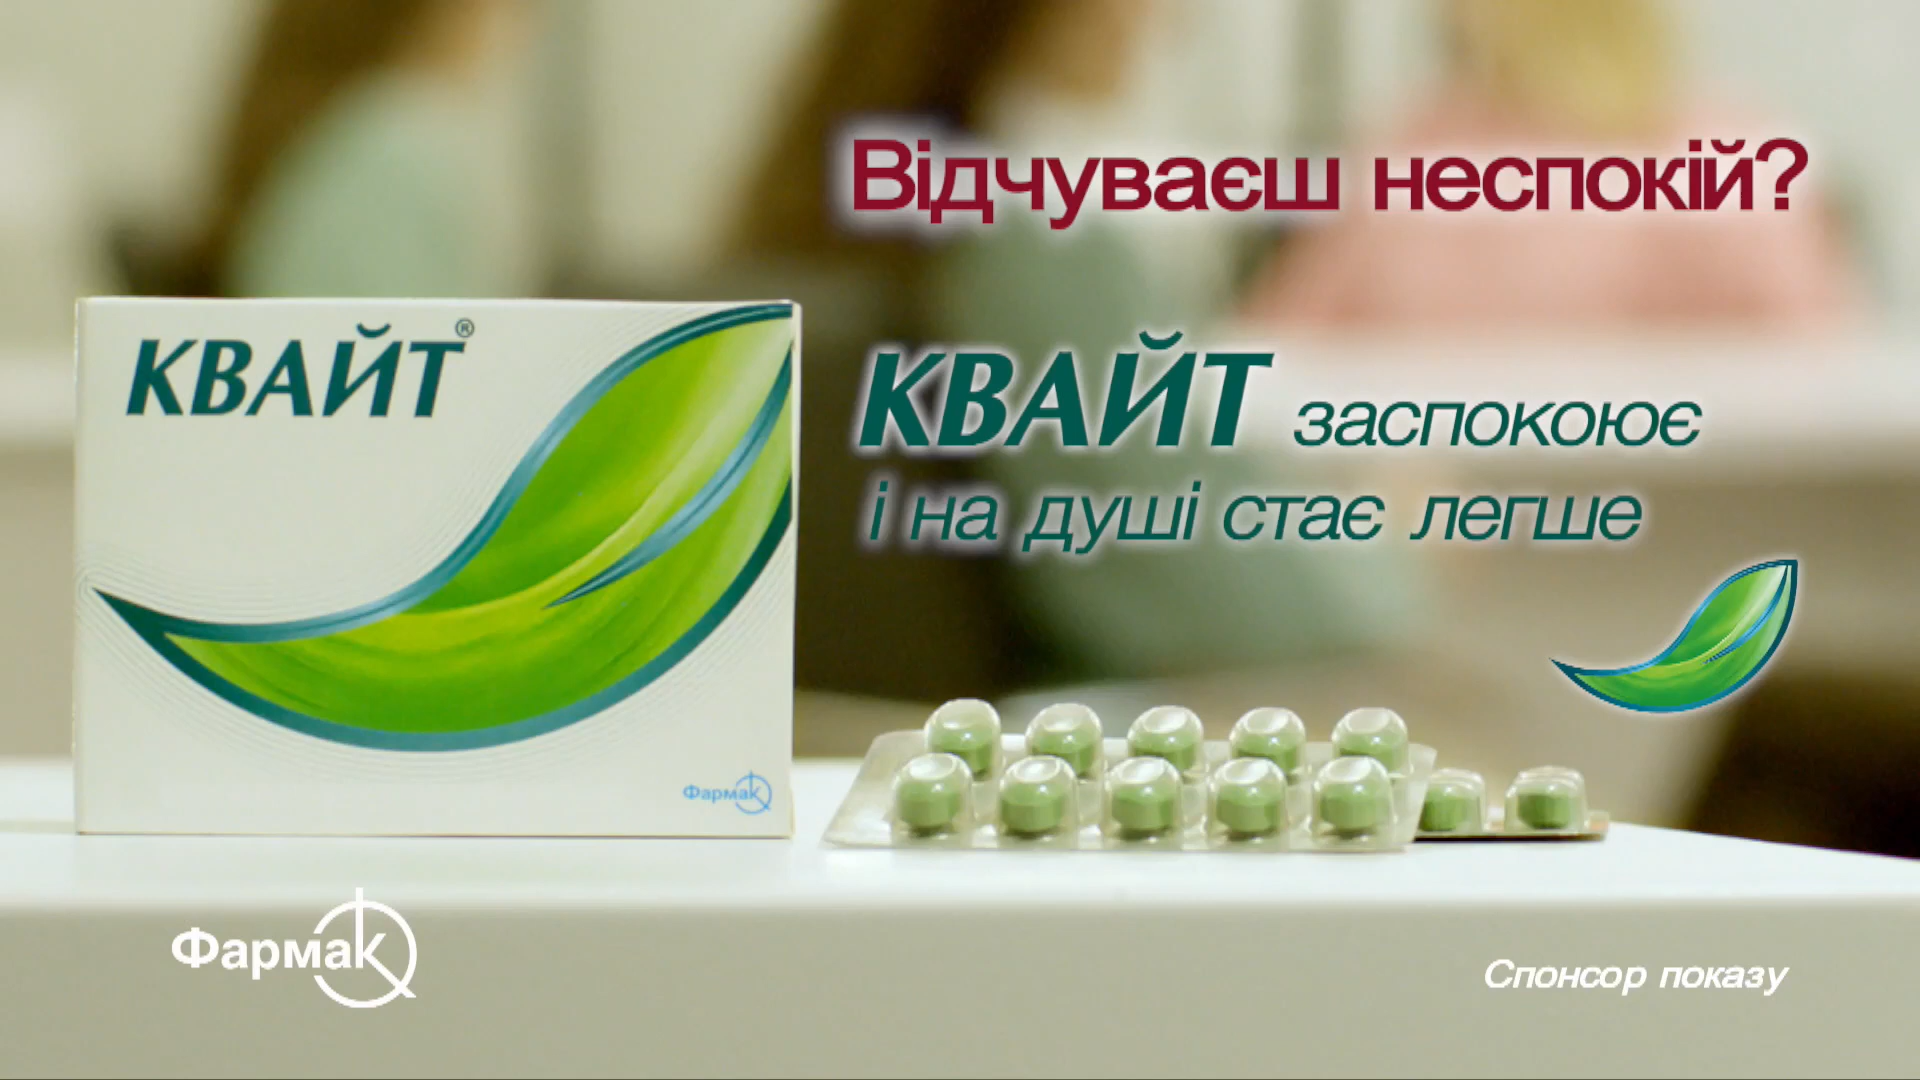 Відчуваєш неспокій?
КВАЙТ®
КВАЙТ заспокоює
і на душі стає легше
Фармак
Фармак
Спонсор показу